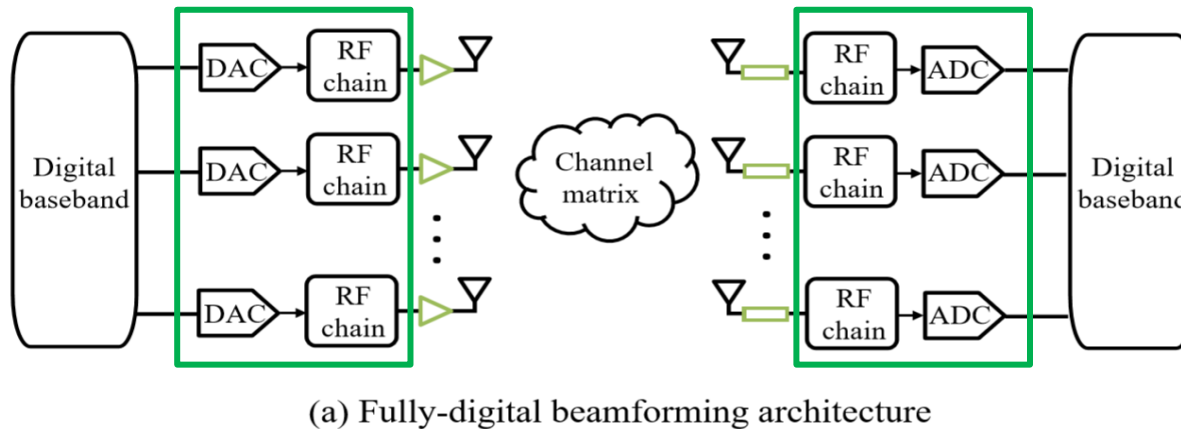 Digital
baseband
DAC
RF
chain
DAC
RF
chain
DAC
RF
chain
Channel
matrix
RF
chain
ADC
RF
chain
ADC
RF
chain
ADC
Digital
baseband
(a) Fully-digital beamforming architecture